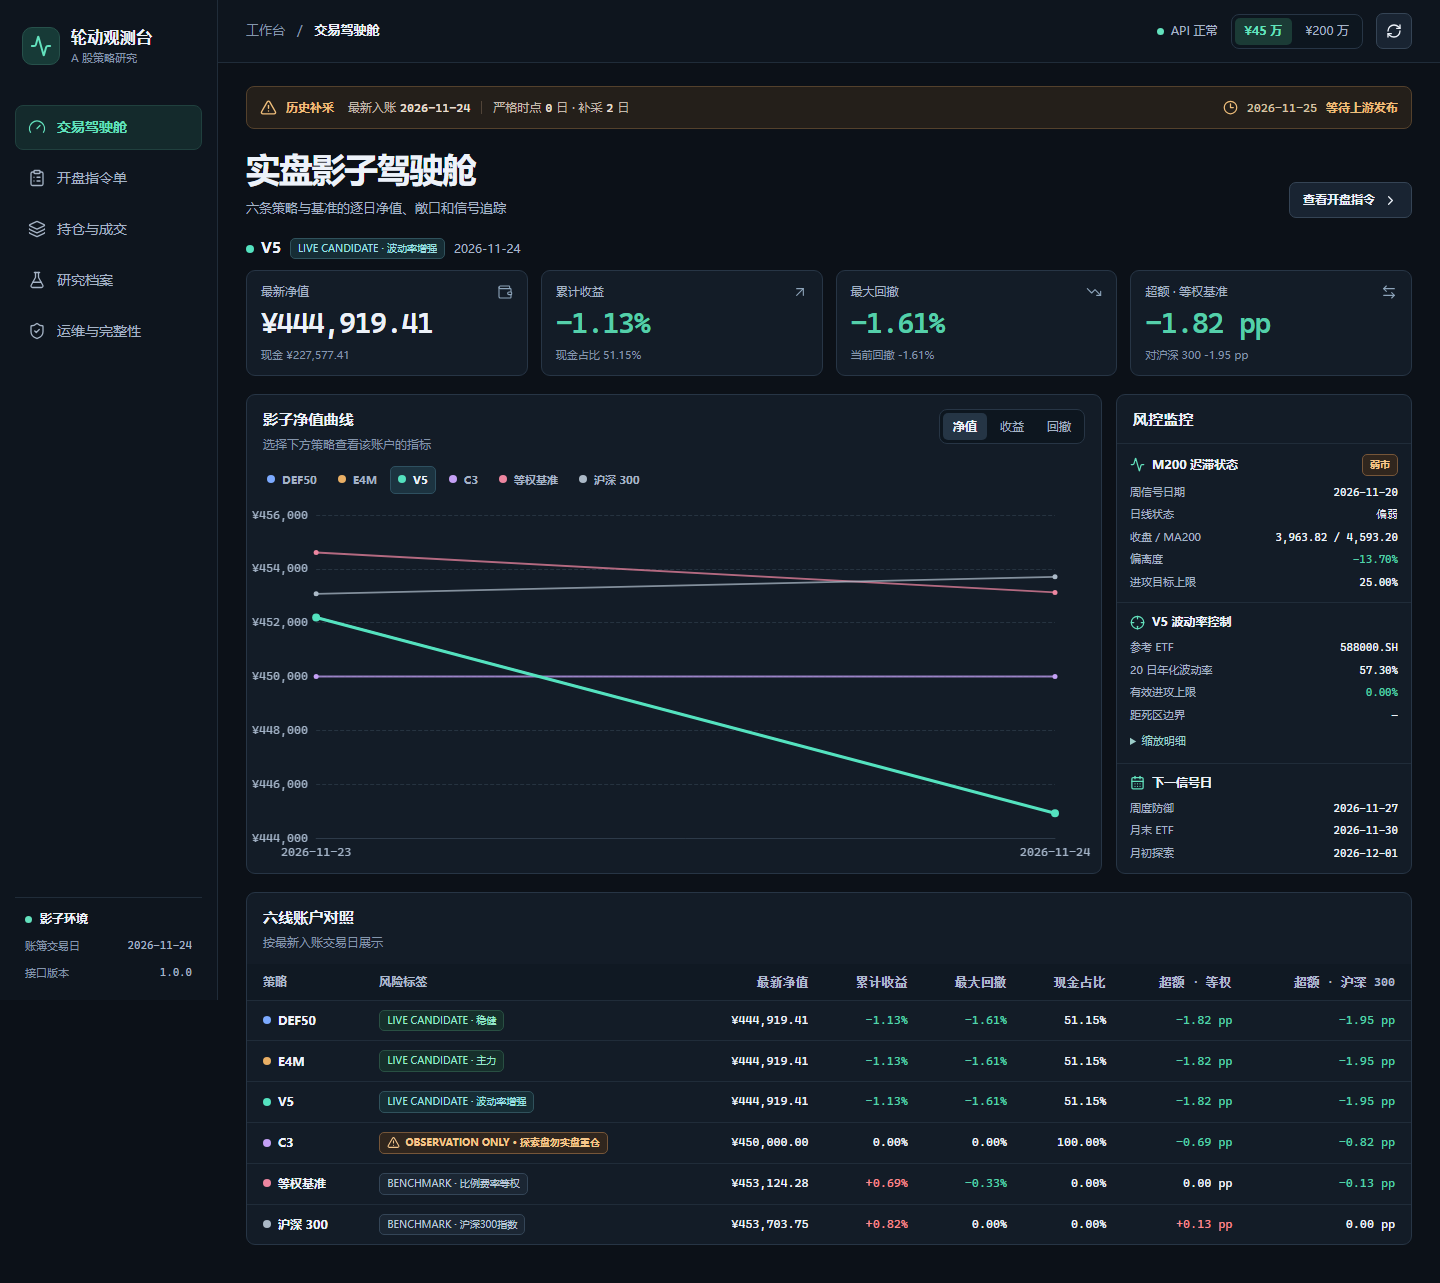 轮动观测台
A 股策略研究
交易驾驶舱
开盘指令单
持仓与成交
研究档案
运维与完整性
影子环境
账簿交易日 2026-11-24
接口版本 1.0.0
工作台 / 交易驾驶舱
API 正常 ¥45 万 ¥200 万
历史补采 最新入账 2026-11-24 严格时点 0 日 · 补采 2 日 2026-11-25 等待上游发布
实盘影子驾驶舱
六条策略与基准的逐日净值、敞口和信号追踪
查看开盘指令
V5 LIVE CANDIDATE · 波动率增强 2026-11-24
最新净值
¥444,919.41
现金 ¥227,577.41
累计收益
-1.13%
现金占比 51.15%
最大回撤
-1.61%
当前回撤 -1.61%
超额 · 等权基准
-1.82 pp
对沪深 300 -1.95 pp
影子净值曲线
选择下方策略查看该账户的指标
净值 收益 回撤
DEF50 E4M V5 C3 等权基准 沪深 300
¥456,000
¥454,000
¥452,000
¥450,000
¥448,000
¥446,000
¥444,000
2026-11-23 2026-11-24
风控监控
M200 迟滞状态 弱市
周信号日期 2026-11-20
日线状态 偏弱
收盘 / MA200 3,963.82 / 4,593.20
偏离度 -13.70%
进攻目标上限 25.00%
V5 波动率控制
参考 ETF 588000.SH
20 日年化波动率 57.30%
有效进攻上限 0.00%
距死区边界 —
缩放明细
下一信号日
周度防御 2026-11-27
月末 ETF 2026-11-30
月初探索 2026-12-01
六线账户对照
按最新入账交易日展示
策略 风险标签 最新净值 累计收益 最大回撤 现金占比 超额 · 等权 超额 · 沪深 300
DEF50 LIVE CANDIDATE · 稳健 ¥444,919.41 -1.13% -1.61% 51.15% -1.82 pp -1.95 pp
E4M LIVE CANDIDATE · 主力 ¥444,919.41 -1.13% -1.61% 51.15% -1.82 pp -1.95 pp
V5 LIVE CANDIDATE · 波动率增强 ¥444,919.41 -1.13% -1.61% 51.15% -1.82 pp -1.95 pp
C3 OBSERVATION ONLY • 探索盘勿实盘重仓 ¥450,000.00 0.00% 0.00% 100.00% -0.69 pp -0.82 pp
等权基准 BENCHMARK · 比例费率等权 ¥453,124.28 +0.69% -0.33% 0.00% 0.00 pp -0.13 pp
沪深 300 BENCHMARK · 沪深300指数 ¥453,703.75 +0.82% 0.00% 0.00% +0.13 pp 0.00 pp